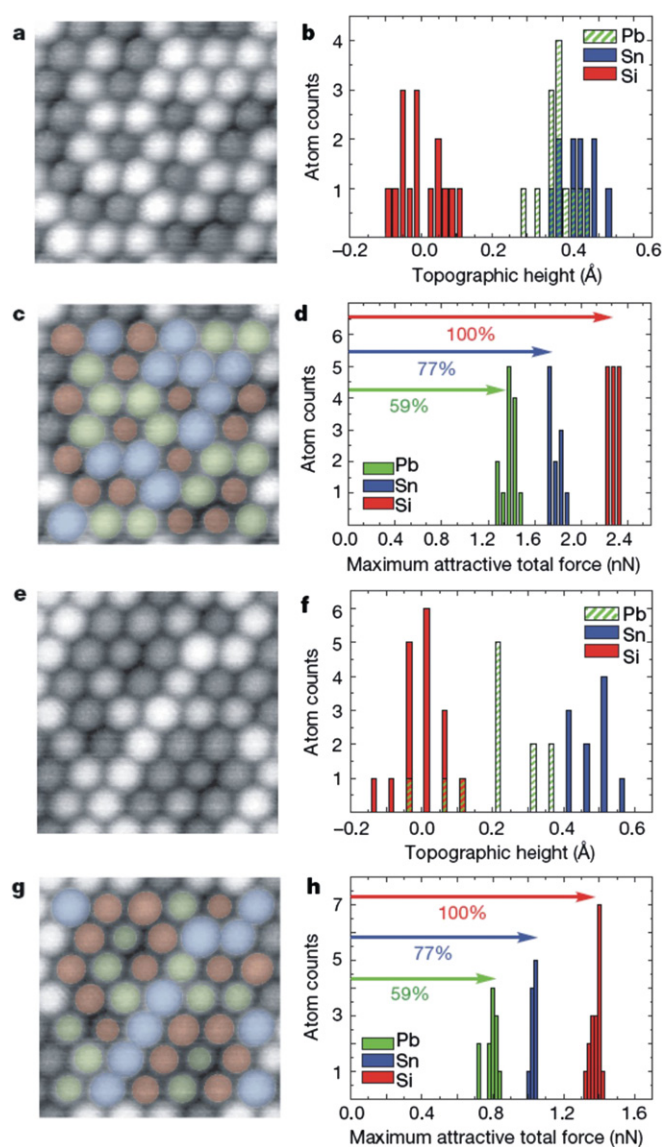 a
b
4
3
2
1
Atom counts
Pb
Sn
Si
–0.2
0.0
0.2
0.4
0.6
Topographic height (Å)
c
d
6
5
4
3
2
1
Atom counts
100%
77%
59%
Pb
Sn
Si
0.0
0.4
0.8
1.2
1.6
2.0
2.4
Maximum attractive total force (nN)
e
f
6
5
4
3
2
1
Atom counts
Pb
Sn
Si
–0.2
0.0
0.2
0.4
0.6
Topographic height (Å)
g
h
7
5
3
1
Atom counts
100%
77%
59%
Pb
Sn
Si
0.0
0.4
0.8
1.2
1.6
Maximum attractive total force (nN)